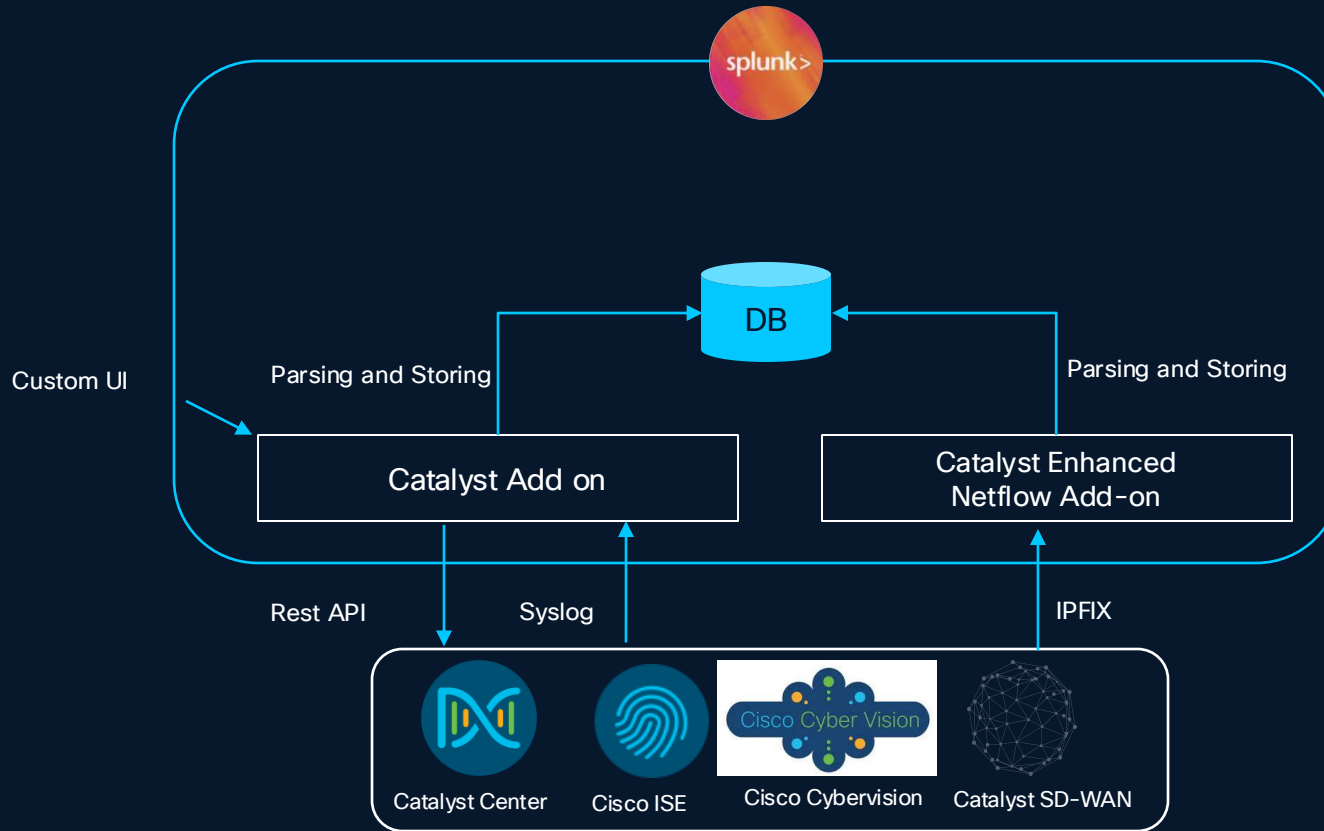 splunk>
DB
Custom UI
Parsing and Storing
Parsing and Storing
Catalyst Add on
Catalyst Enhanced
Netflow Add-on
Rest API
Syslog
IPFIX
Cisco Cyber Vision
Catalyst Center
Cisco ISE
Cisco Cybervision
Catalyst SD-WAN